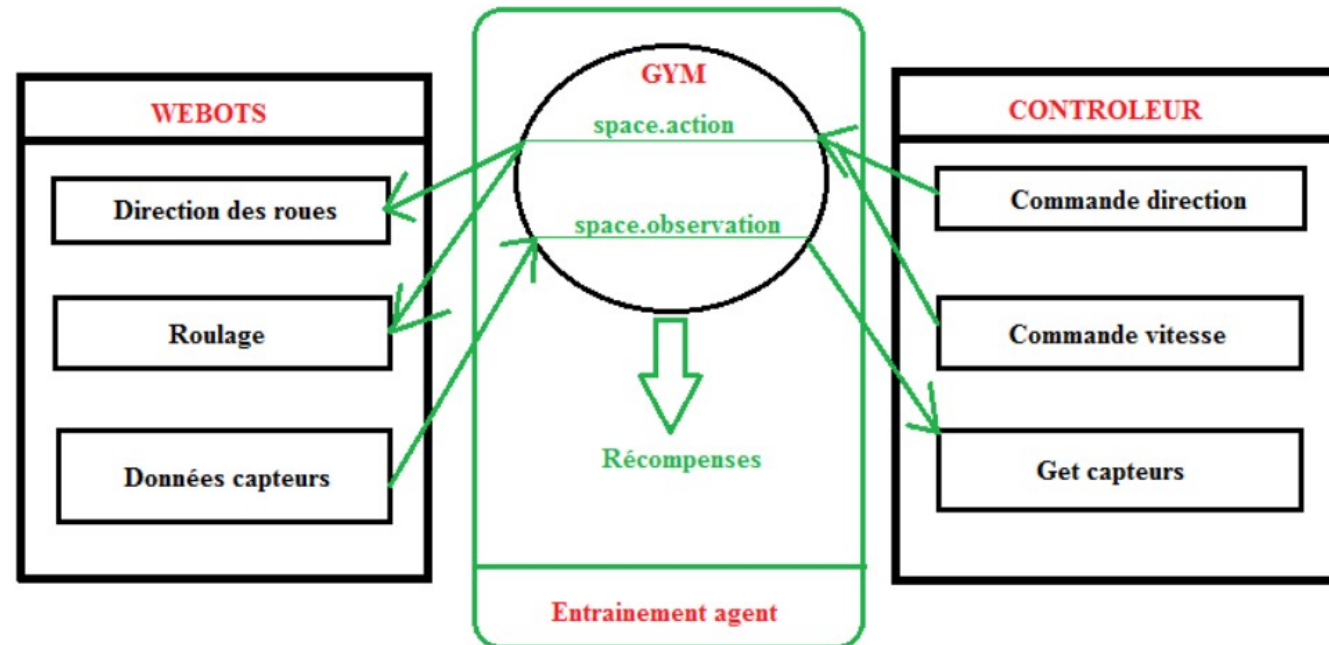 WEBOTS
Direction des roues
Roulage
Données capteurs
GYM
space.action
space.observation
Récompenses
Entrainement agent
CONTROLEUR
Commande direction
Commande vitesse
Get capteurs